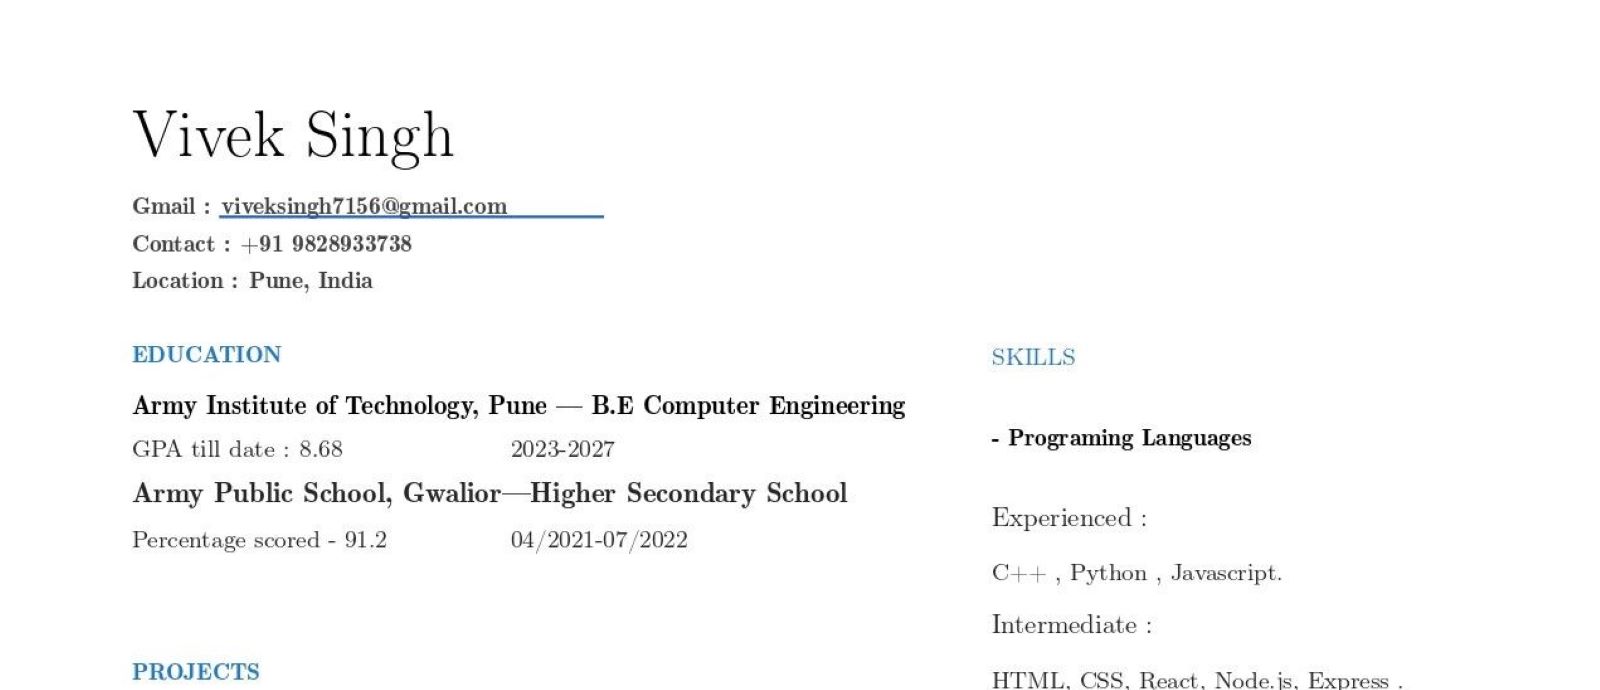 Vivek Singh
Gmail : viveksingh7156@gmail.com
Contact : +91 9828933738
Location : Pune, India
EDUCATION
Army Institute of Technology, Pune — B.E Computer Engineering
GPA till date : 8.68 2023-2027
Army Public School, Gwalior—Higher Secondary School
Percentage scored - 91.2 04/2021-07/2022
PROJECTS
SKILLS
- Programing Languages
Experienced :
C++ , Python , Javascript.
Intermediate :
HTML, CSS, React, Node.js, Express .